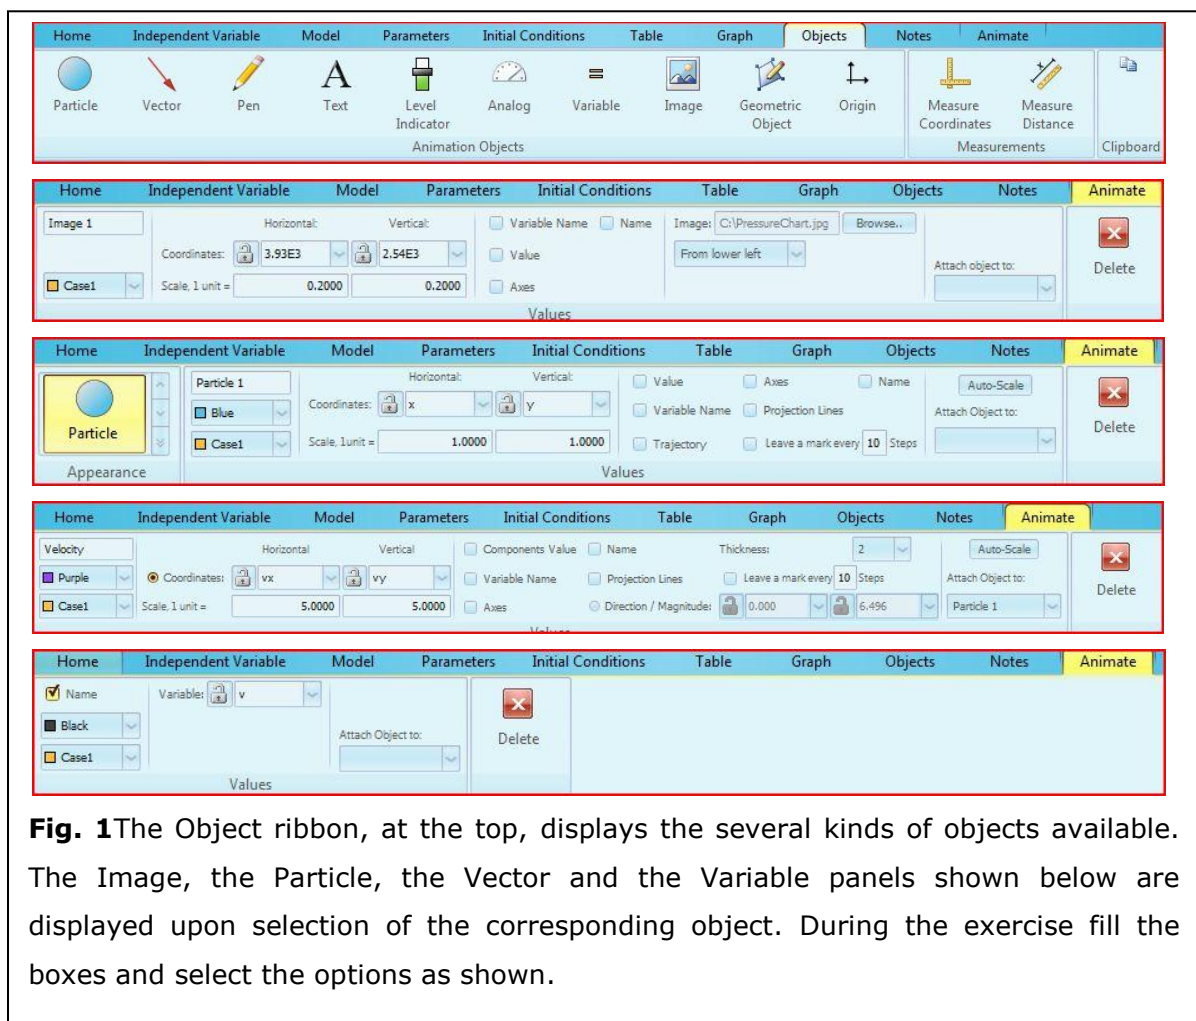 Home Independent Variable Model Parameters Initial Conditions Table Graph Objects Notes Animate
Particle Vector Pen Text Level Indicator Analog Variable Image Geometric Object Origin Measure Coordinates Measure Distance
Animation Objects Measurements Clipboard
Home Independent Variable Model Parameters Initial Conditions Table Graph Objects Notes Animate
Image 1 Horizontal: Vertical: Variable Name Name Image: C:\PressureChart.jpg Browse..
Coordinates: 3.93E3 2.54E3 Value From lower left Attach object to: Delete
Case1 Scale, 1 unit = 0.2000 0.2000 Axes
Values
Home Independent Variable Model Parameters Initial Conditions Table Graph Objects Notes Animate
Particle 1 Horizontal: Vertical: Value Axes Name Auto-Scale
Particle Blue Coordinates: x y Variable Name Projection Lines Attach Object to: Delete
Case1 Scale, 1unit = 1.0000 1.0000 Trajectory Leave a mark every 10 Steps
Appearance Values
Home Independent Variable Model Parameters Initial Conditions Table Graph Objects Notes Animate
Velocity Horizontal Vertical Components Value Name Thickness: 2 Auto-Scale
Purple Coordinates: vx vy Variable Name Projection Lines Leave a mark every 10 Steps Attach Object to: Delete
Case1 Scale, 1 unit = 5.0000 5.0000 Axes Direction / Magnitude: 0.000 6.496 Particle 1
Values
Home Independent Variable Model Parameters Initial Conditions Table Graph Objects Notes Animate
Name Variable: v
Black Attach Object to: Delete
Case1
Values
Fig. 1The Object ribbon, at the top, displays the several kinds of objects available.
The Image, the Particle, the Vector and the Variable panels shown below are
displayed upon selection of the corresponding object. During the exercise fill the
boxes and select the options as shown.